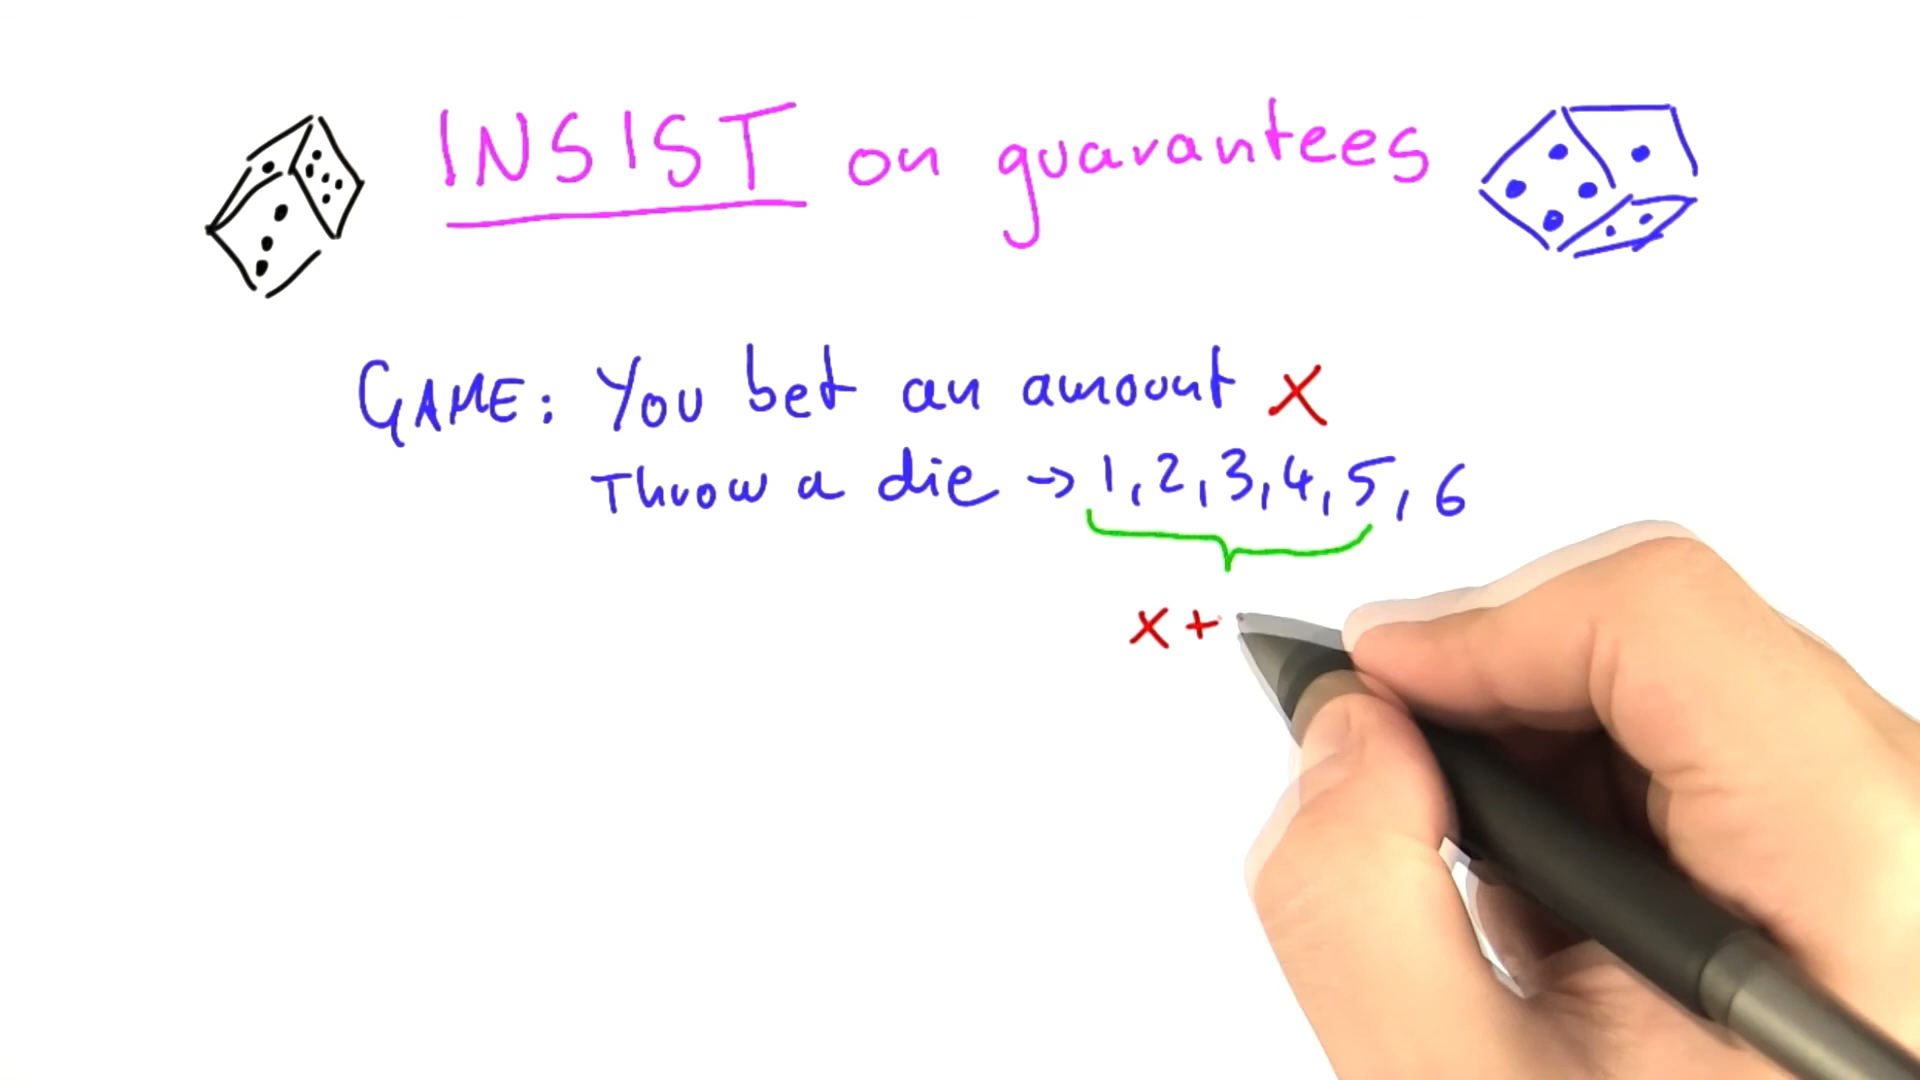 INSIST on guarantees
GAME: You bet an amount X
Throw a die → 1, 2, 3, 4, 5, 6
x +